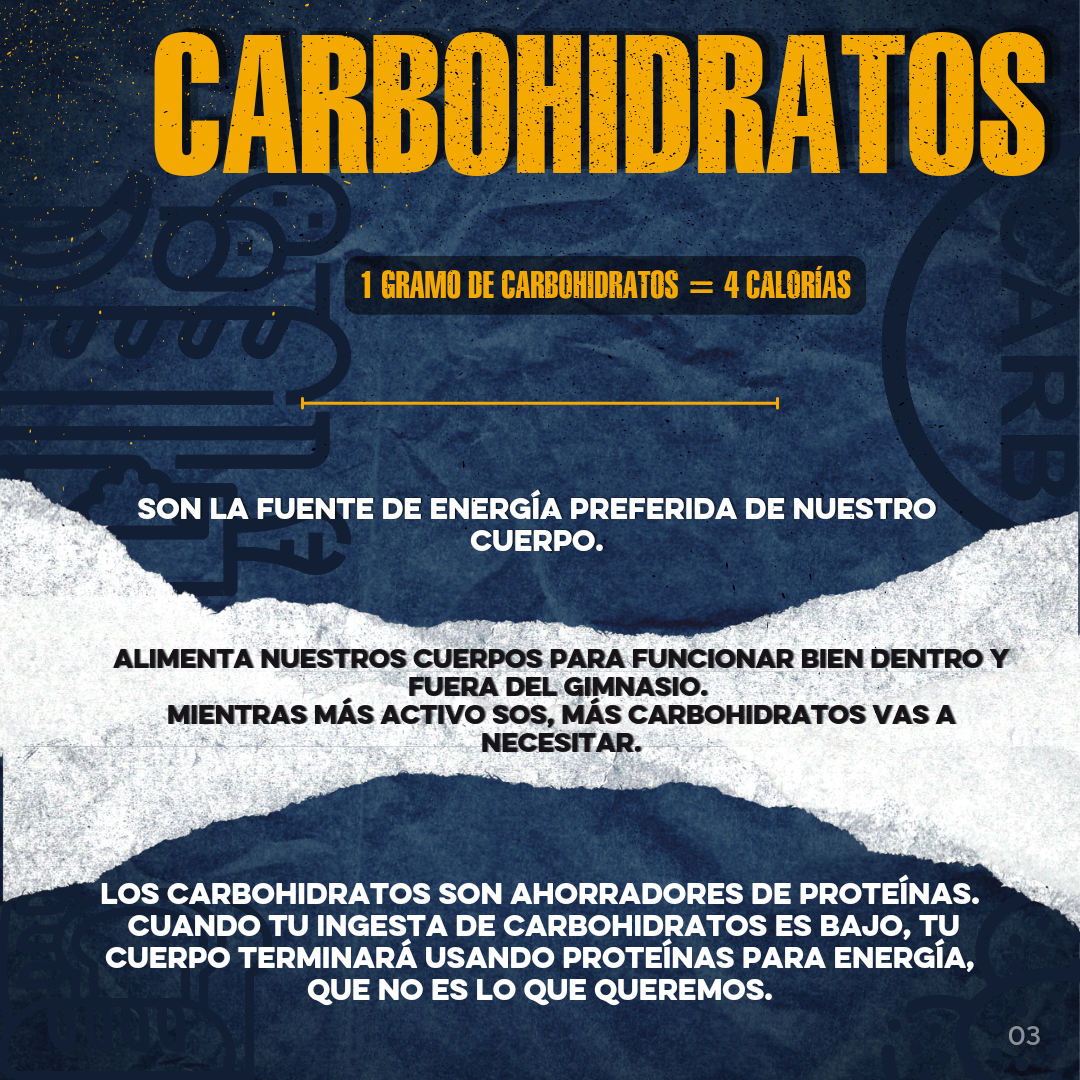 CARBOHIDRATOS
1 GRAMO DE CARBOHIDRATOS = 4 CALORÍAS
CARB
SON LA FUENTE DE ENERGÍA PREFERIDA DE NUESTRO
CUERPO.
ALIMENTA NUESTROS CUERPOS PARA FUNCIONAR BIEN DENTRO Y
FUERA DEL GIMNASIO.
MIENTRAS MÁS ACTIVO SOS, MÁS CARBOHIDRATOS VAS A
NECESITAR.
LOS CARBOHIDRATOS SON AHORRADORES DE PROTEÍNAS.
CUANDO TU INGESTA DE CARBOHIDRATOS ES BAJO, TU
CUERPO TERMINARÁ USANDO PROTEÍNAS PARA ENERGÍA,
QUE NO ES LO QUE QUEREMOS.
03